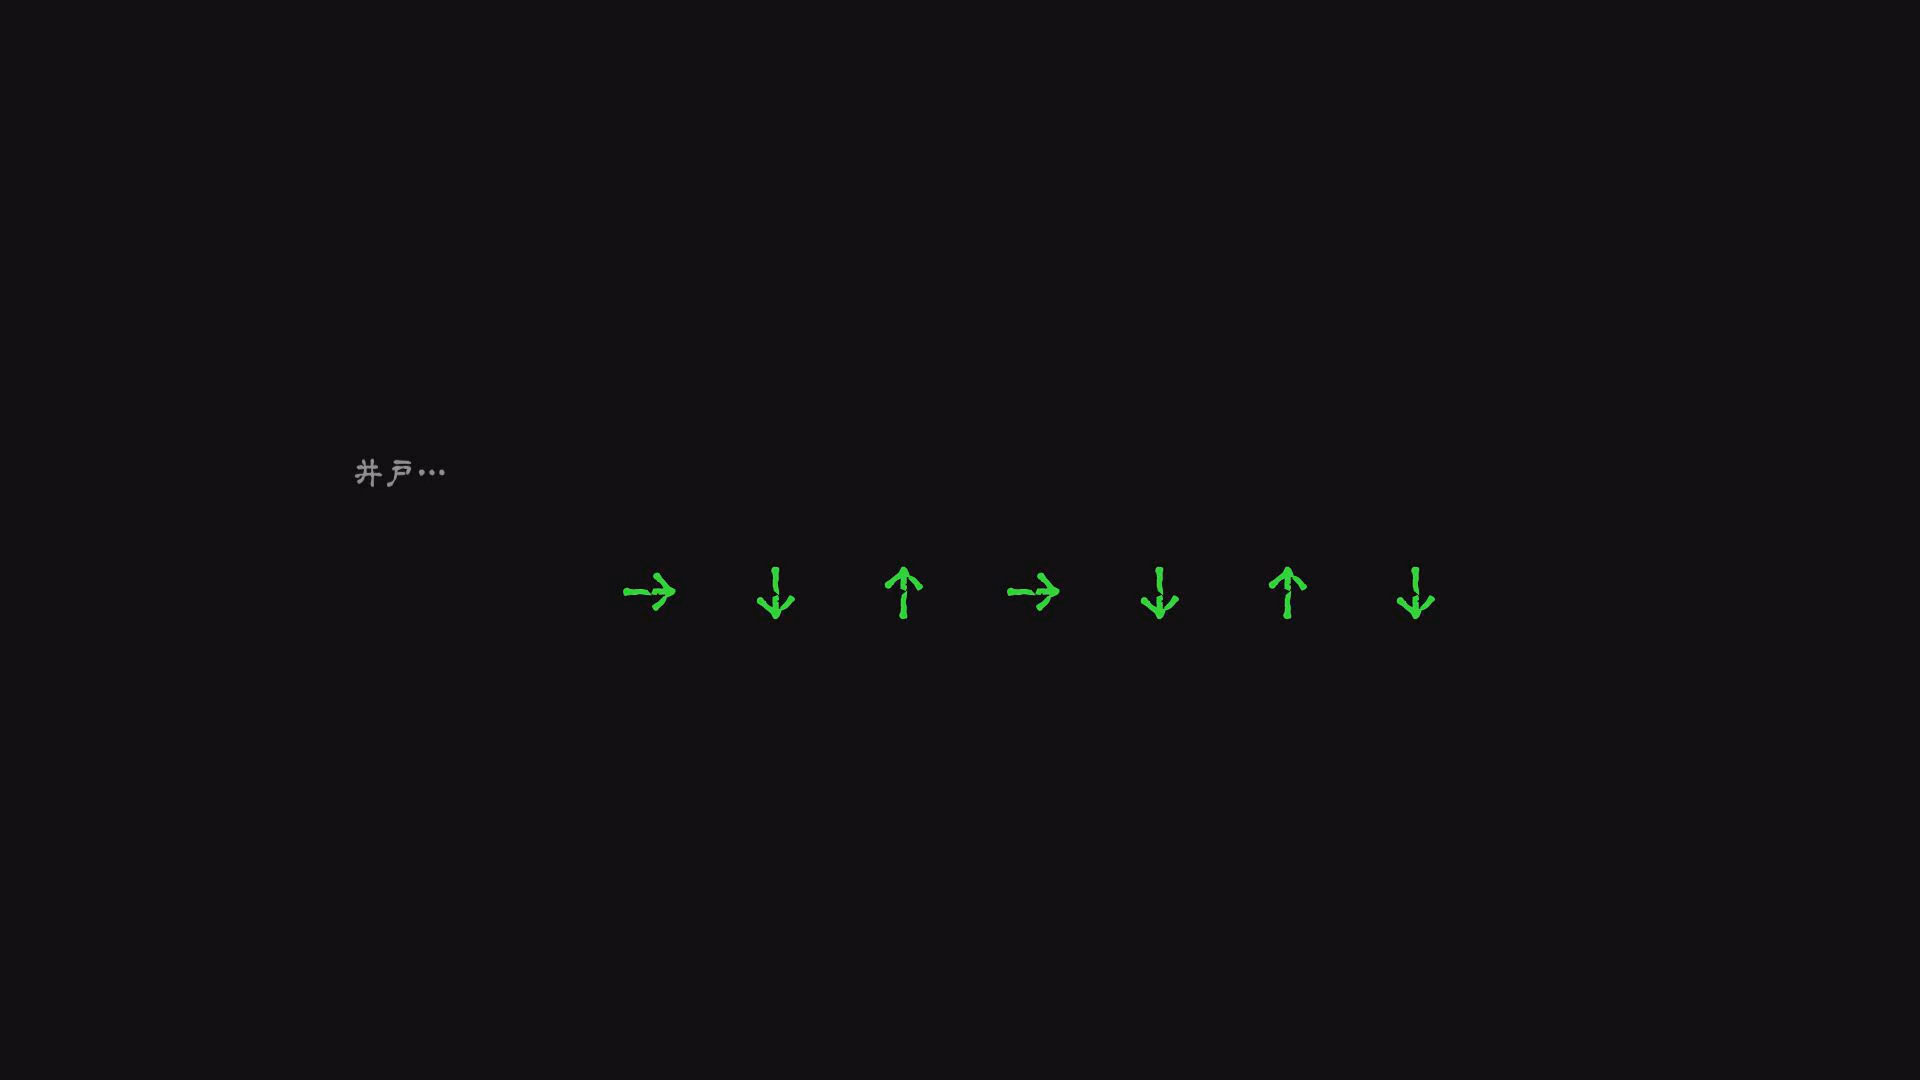 井戸…
→ ↓ ↑ → ↓ ↑ ↓